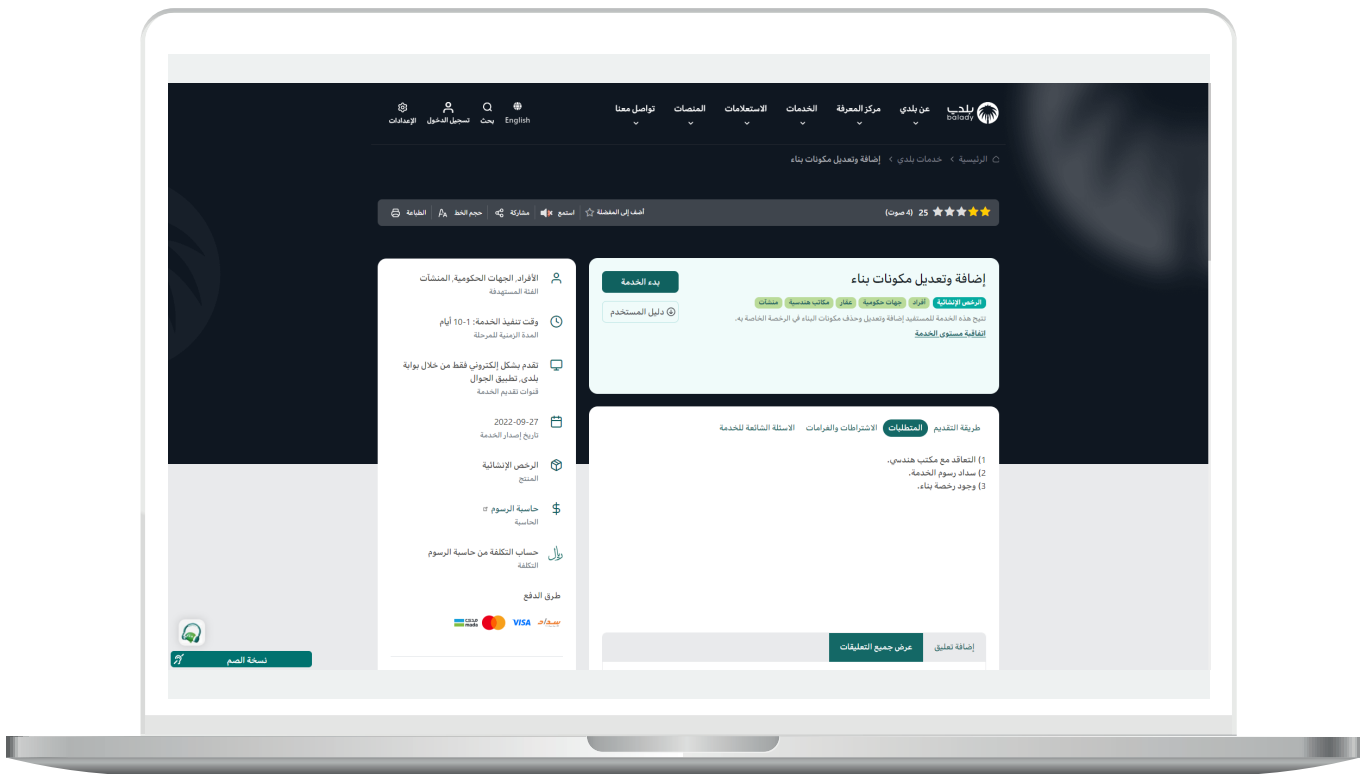 بلدي
balady
عن بلدي
مركز المعرفة
الخدمات
الاستعلامات
المنصات
تواصل معنا
English
بحث
تسجيل الدخول
الإعدادات
الرئيسية > خدمات بلدي > إضافة وتعديل مكونات بناء
25 (4 صوت)
أضف إلى المفضلة
استمع
مشاركة
حجم الخط
الطباعة
إضافة وتعديل مكونات بناء
الرخص الإنشائية افراد جهات حكومية عقار مكاتب هندسية منشآت
تتيح هذه الخدمة للمستفيد إضافة وتعديل وحذف مكونات البناء في الرخصة الخاصة به.
اتفاقية مستوى الخدمة
بدء الخدمة
دليل المستخدم
الأفراد, الجهات الحكومية, المنشآت
الفئة المستهدفة
وقت تنفيذ الخدمة: 1-10 أيام
المدة الزمنية للمرحلة
تقدم بشكل إلكتروني فقط من خلال بوابة
بلدي, تطبيق الجوال
قنوات تقديم الخدمة
2022-09-27
تاريخ إصدار الخدمة
الرخص الإنشائية
المنتج
حاسبة الرسوم
الحاسبة
حساب التكلفة من حاسبة الرسوم
التكلفة
طرق الدفع
سداد VISA mada
طريقة التقديم المتطلبات الاشتراطات والغرامات الاسئلة الشائعة للخدمة
1) التعاقد مع مكتب هندسي.
2) سداد رسوم الخدمة.
3) وجود رخصة بناء.
إضافة تعليق عرض جميع التعليقات
نسخة الصم